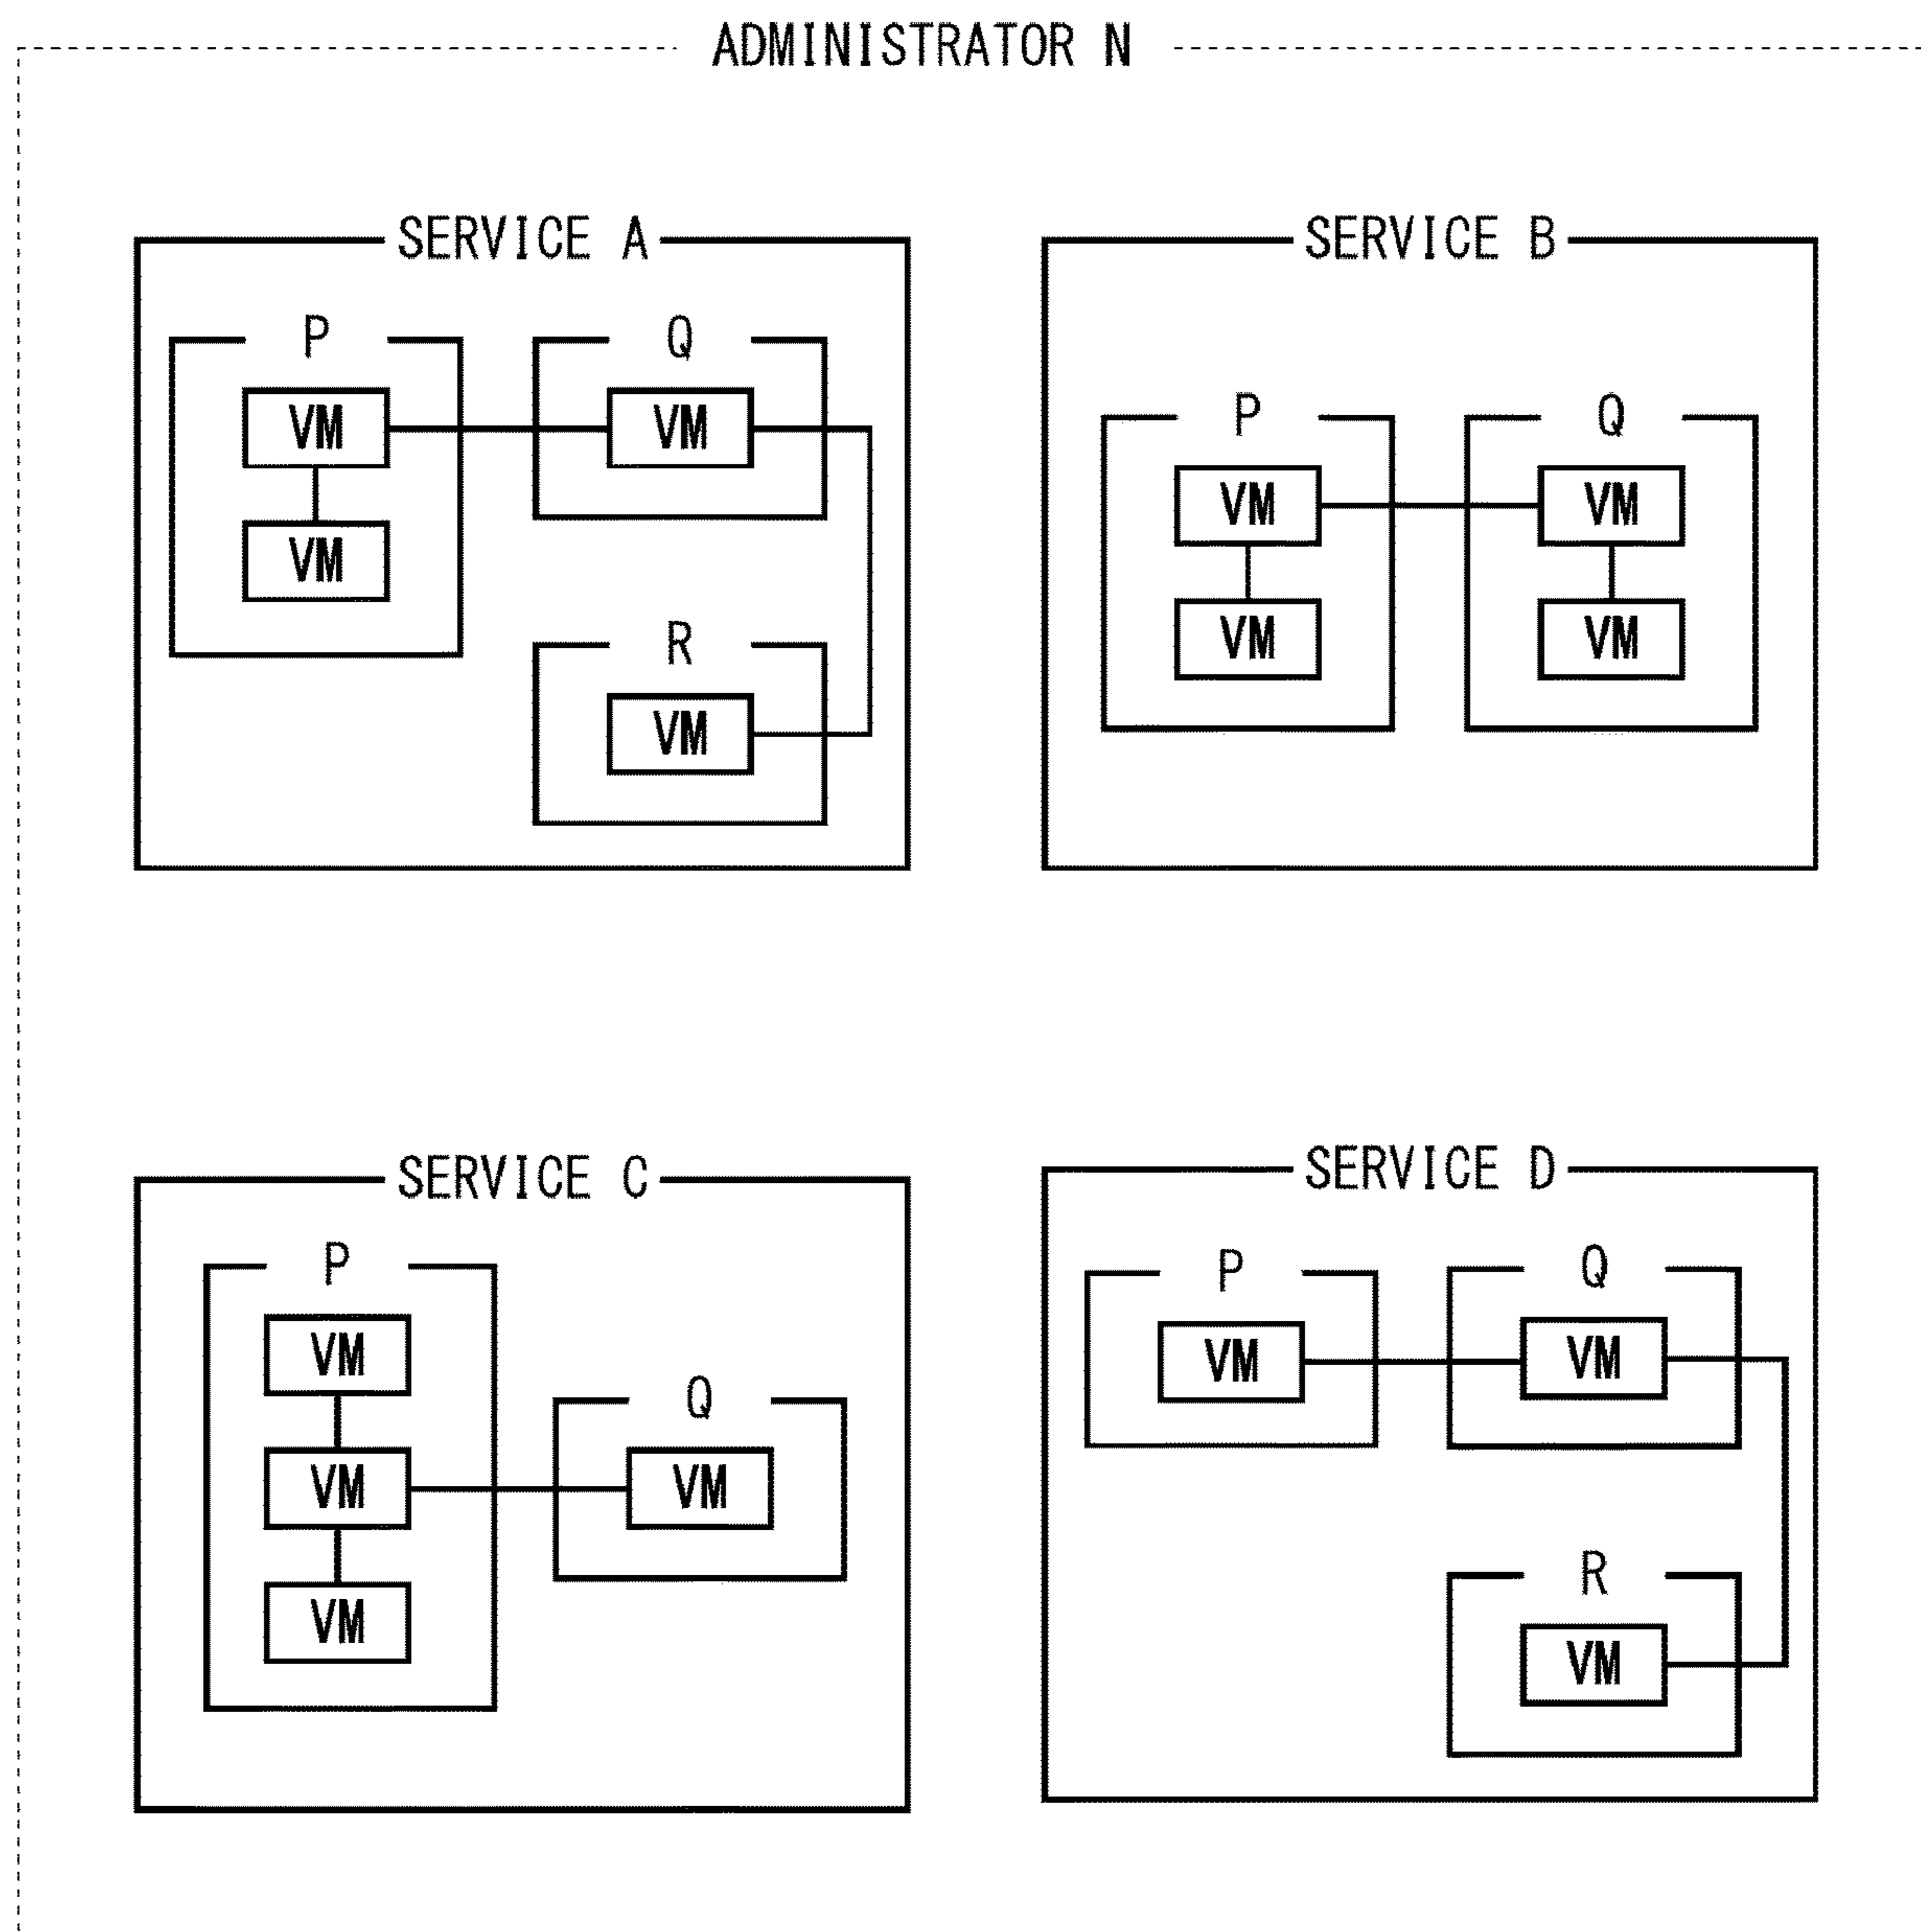 ADMINISTRATOR N
SERVICE A
P
Q
VM
VM
VM
R
VM
SERVICE B
P
Q
VM
VM
VM
VM
SERVICE C
P
VM
Q
VM
VM
VM
SERVICE D
P
Q
VM
VM
R
VM